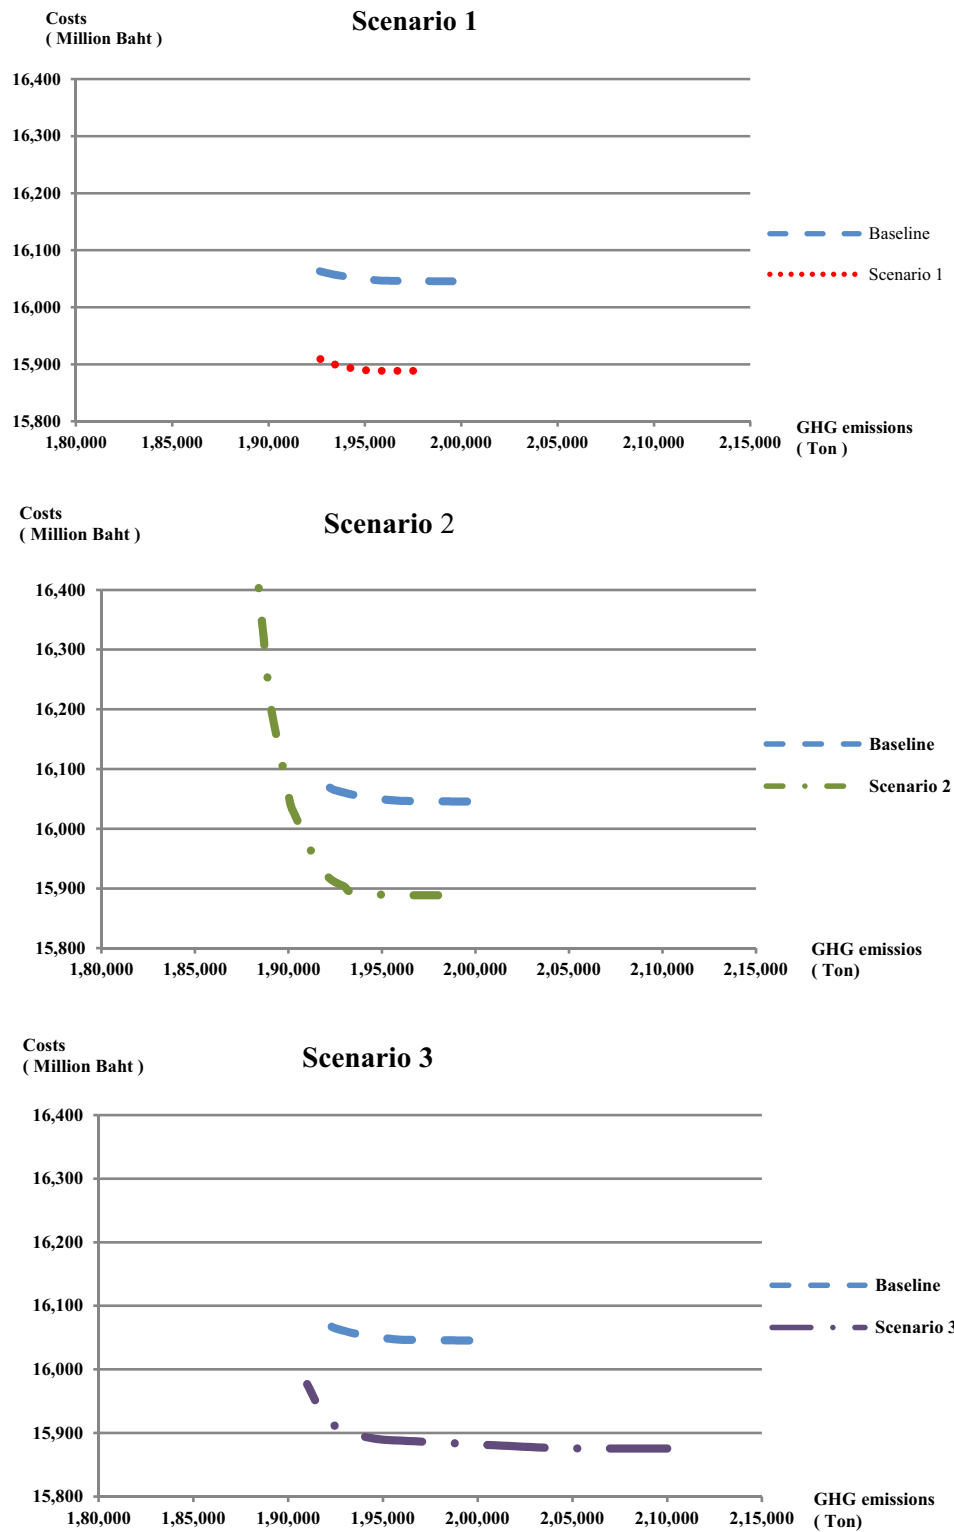 Costs
( Million Baht )
Scenario 1
16,400
16,300
16,200
16,100
16,000
15,900
15,800
1,80,000 1,85,000 1,90,000 1,95,000 2,00,000 2,05,000 2,10,000 2,15,000
GHG emissions
( Ton )
Baseline
Scenario 1
Costs
( Million Baht )
Scenario 2
16,400
16,300
16,200
16,100
16,000
15,900
15,800
1,80,000 1,85,000 1,90,000 1,95,000 2,00,000 2,05,000 2,10,000 2,15,000
GHG emissios
( Ton)
Baseline
Scenario 2
Costs
( Million Baht )
Scenario 3
16,400
16,300
16,200
16,100
16,000
15,900
15,800
1,80,000 1,85,000 1,90,000 1,95,000 2,00,000 2,05,000 2,10,000 2,15,000
GHG emissions
( Ton)
Baseline
Scenario 3